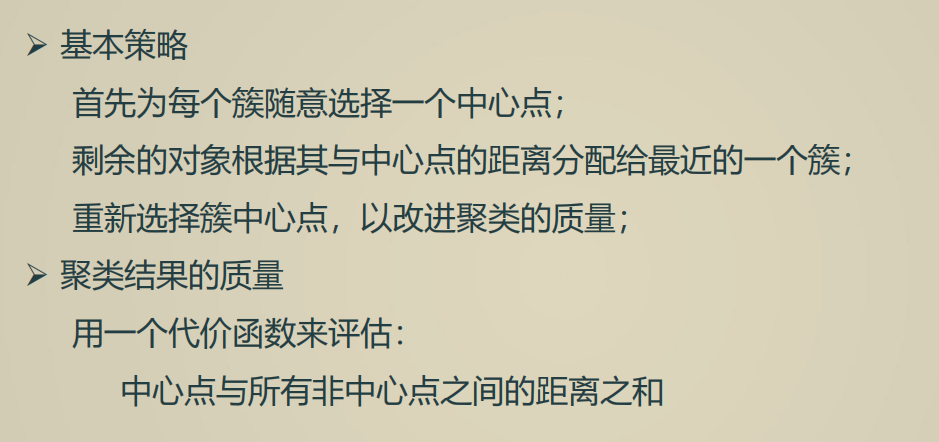 ➢ 基本策略
首先为每个簇随意选择一个中心点；
剩余的对象根据其与中心点的距离分配给最近的一个簇；
重新选择簇中心点，以改进聚类的质量；
➢ 聚类结果的质量
用一个代价函数来评估：
中心点与所有非中心点之间的距离之和